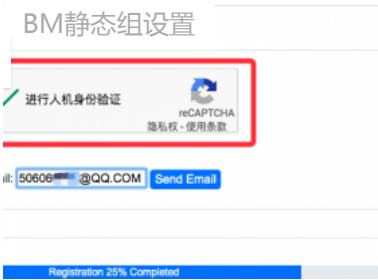 BM静态组设置
进行人机身份验证
reCAPTCHA
隐私权 - 使用条款
il: 50606 @QQ.COM Send Email
Registration 25% Completed